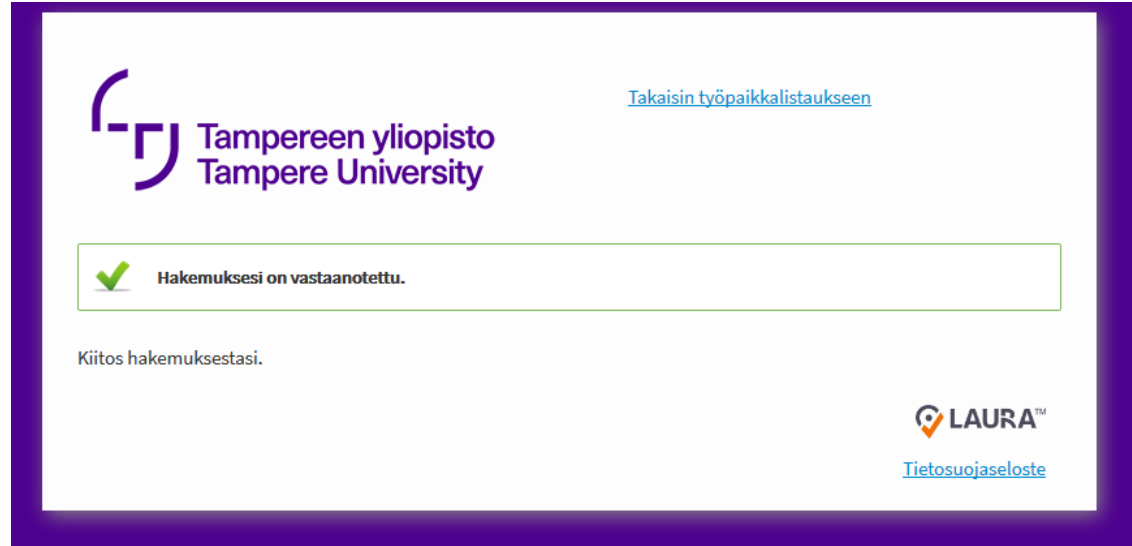 Takaisin työpaikkalistaukseen
Tampereen yliopisto
Tampere University
Hakemuksesi on vastaanotettu.
Kiitos hakemuksestasi.
LAURA™
Tietosuojaseloste